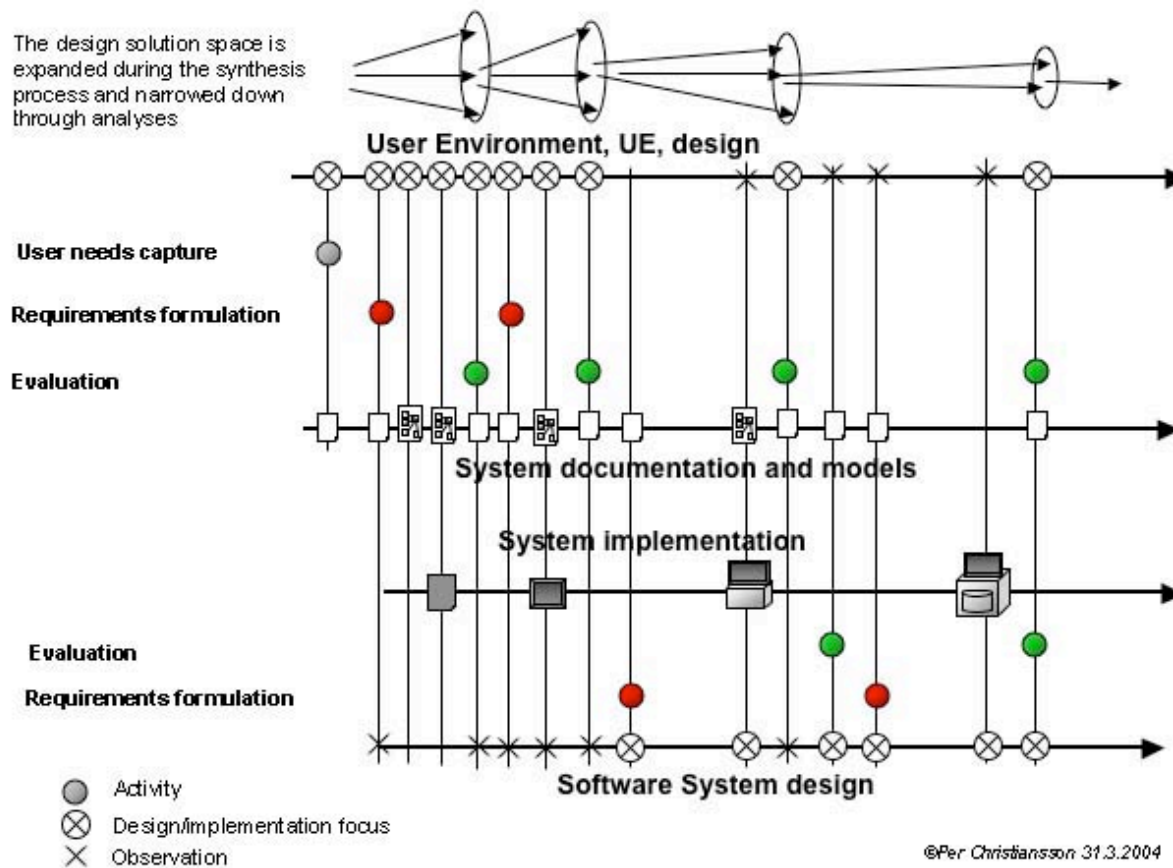 The design solution space is
expanded during the synthesis
process and narrowed down
through analyses
User Environment, UE, design
User needs capture
Requirements formulation
Evaluation
System documentation and models
System implementation
Evaluation
Requirements formulation
Software System design
Activity
Design/implementation focus
Observation
©Per Christiansson 31.3.2004